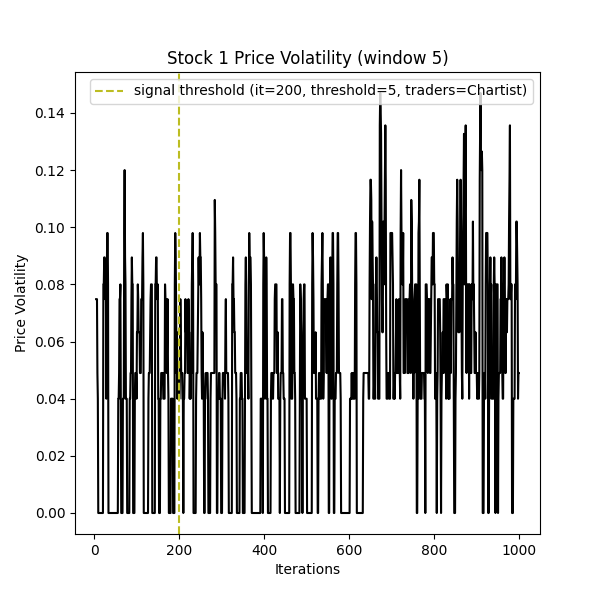 Stock 1 Price Volatility (window 5)
signal threshold (it=200, threshold=5, traders=Chartist)
Price Volatility
0.14
0.12
0.10
0.08
0.06
0.04
0.02
0.00
0 200 400 600 800 1000
Iterations